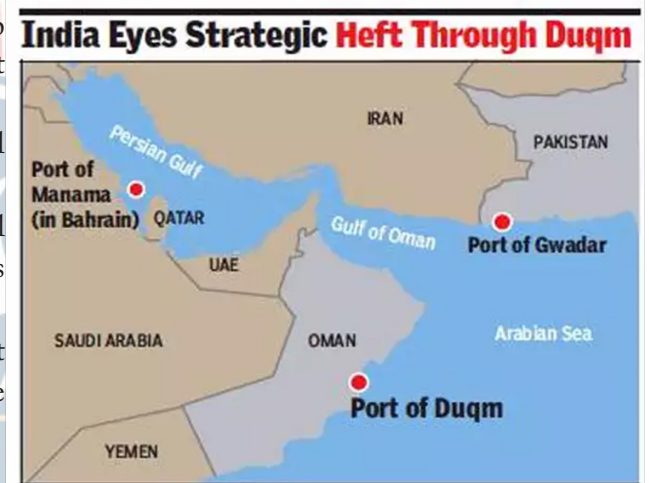 India Eyes Strategic Heft Through Duqm
IRAN
PAKISTAN
Persian Gulf
Port of
Manama
(in Bahrain)
QATAR
Gulf of Oman
Port of Gwadar
UAE
SAUDI ARABIA
OMAN
Arabian Sea
Port of Duqm
YEMEN